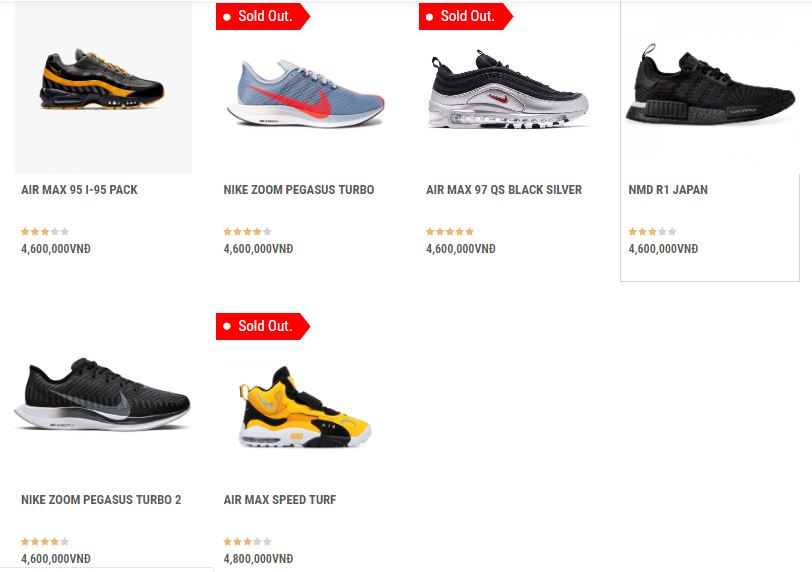 Sold Out.
Sold Out.
AIR MAX 95 I-95 PACK
NIKE ZOOM PEGASUS TURBO
AIR MAX 97 QS BLACK SILVER
NMD R1 JAPAN
4,600,000VNĐ
4,600,000VNĐ
4,600,000VNĐ
4,600,000VNĐ
Sold Out.
AIR
NIKE ZOOM PEGASUS TURBO 2
AIR MAX SPEED TURF
4,600,000VNĐ
4,800,000VNĐ